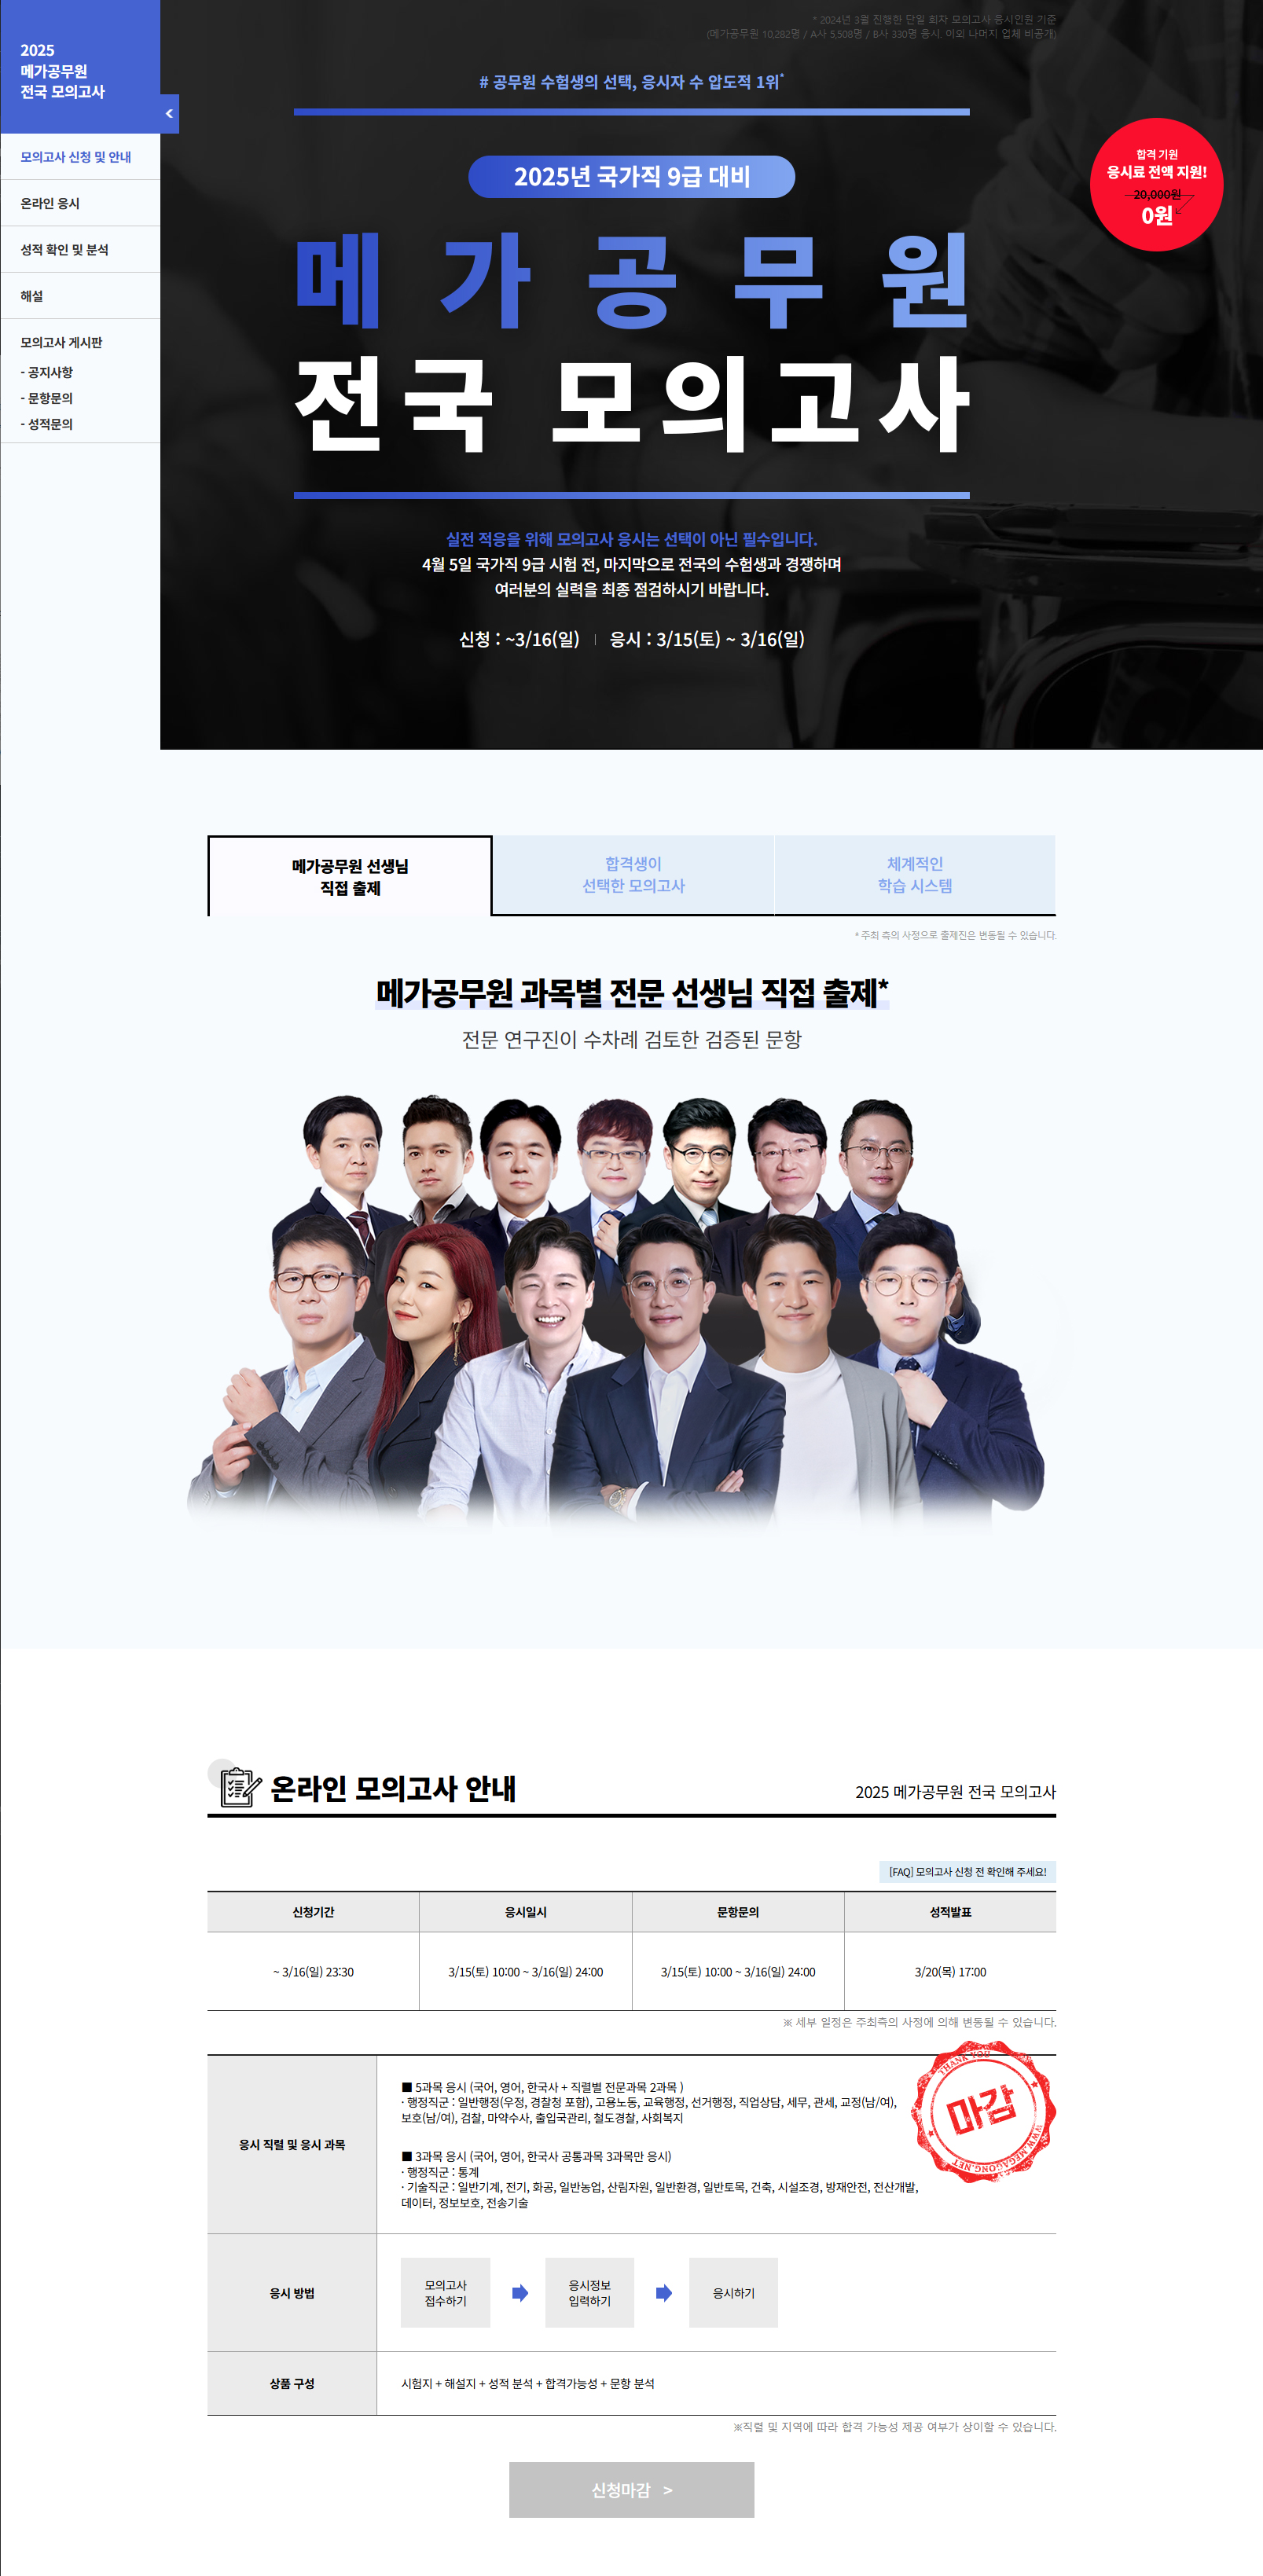 2025
메가공무원
전국 모의고사
모의고사 신청 및 안내
온라인 응시
성적 확인 및 분석
해설
모의고사 게시판
- 공지사항
- 문항문의
- 성적문의
* 2024년 3월 진행한 단일 회차 모의고사 응시인원 기준
(메가공무원 10,282명 / A사 5,508명 / B사 330명 응시, 이외 나머지 업체 비공개)
# 공무원 수험생의 선택, 응시자 수 압도적 1위*
2025년 국가직 9급 대비
메가공무원
전국 모의고사
합격 기원
응시료 전액 지원!
20,000원
0원
실전 적응을 위해 모의고사 응시는 선택이 아닌 필수입니다.
4월 5일 국가직 9급 시험 전, 마지막으로 전국의 수험생과 경쟁하며
여러분의 실력을 최종 점검하시기 바랍니다.
신청 : ~3/16(일) | 응시 : 3/15(토) ~ 3/16(일)
메가공무원 선생님
직접 출제
합격생이
선택한 모의고사
체계적인
학습 시스템
* 주최 측의 사정으로 출제진은 변동될 수 있습니다.
메가공무원 과목별 전문 선생님 직접 출제*
전문 연구진이 수차례 검토한 검증된 문항
온라인 모의고사 안내
2025 메가공무원 전국 모의고사
[FAQ] 모의고사 신청 전 확인해 주세요!
신청기간 응시일시 문항문의 성적발표
~ 3/16(일) 23:30 3/15(토) 10:00 ~ 3/16(일) 24:00 3/15(토) 10:00 ~ 3/16(일) 24:00 3/20(목) 17:00
※ 세부 일정은 주최측의 사정에 의해 변동될 수 있습니다.
응시 직렬 및 응시 과목
■ 5과목 응시 (국어, 영어, 한국사 + 직렬별 전문과목 2과목 )
· 행정직군 : 일반행정(우정, 경찰청 포함), 고용노동, 교육행정, 선거행정, 직업상담, 세무, 관세, 교정(남/여),
보호(남/여), 검찰, 마약수사, 출입국관리, 철도경찰, 사회복지
■ 3과목 응시 (국어, 영어, 한국사 공통과목 3과목만 응시)
· 행정직군 : 통계
· 기술직군 : 일반기계, 전기, 화공, 일반농업, 산림자원, 일반환경, 일반토목, 건축, 시설조경, 방재안전, 전산개발,
데이터, 정보보호, 전송기술
THANK YOU
마감
WWW.MEGAGONG.NET
응시 방법
모의고사
접수하기
응시정보
입력하기
응시하기
상품 구성
시험지 + 해설지 + 성적 분석 + 합격가능성 + 문항 분석
※직렬 및 지역에 따라 합격 가능성 제공 여부가 상이할 수 있습니다.
신청마감 >